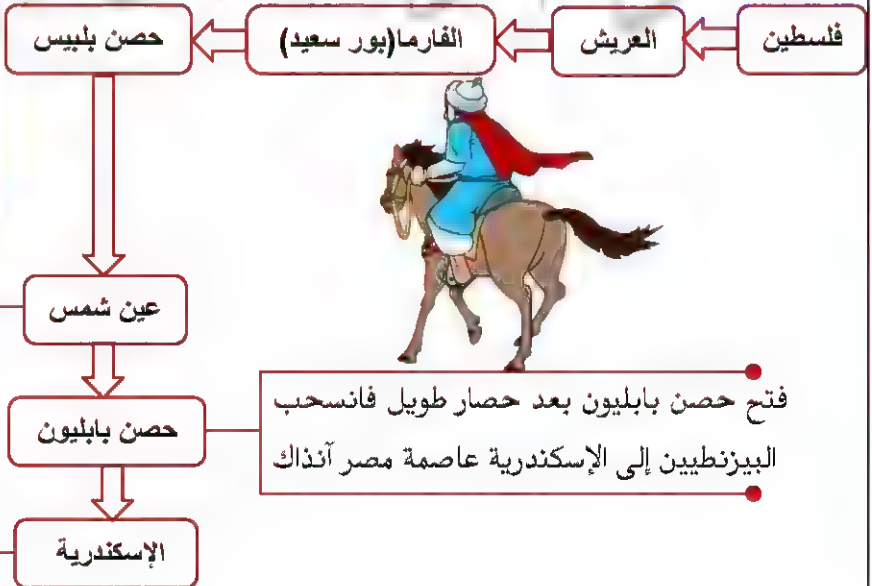 فلسطين
العريش
الفارما(بور سعيد)
حصن بلبيس
عين شمس
حصن بابليون
فتح حصن بابليون بعد حصار طويل فانسحب
البيزنطيين إلى الإسكندرية عاصمة مصر آنذاك
الإسكندرية